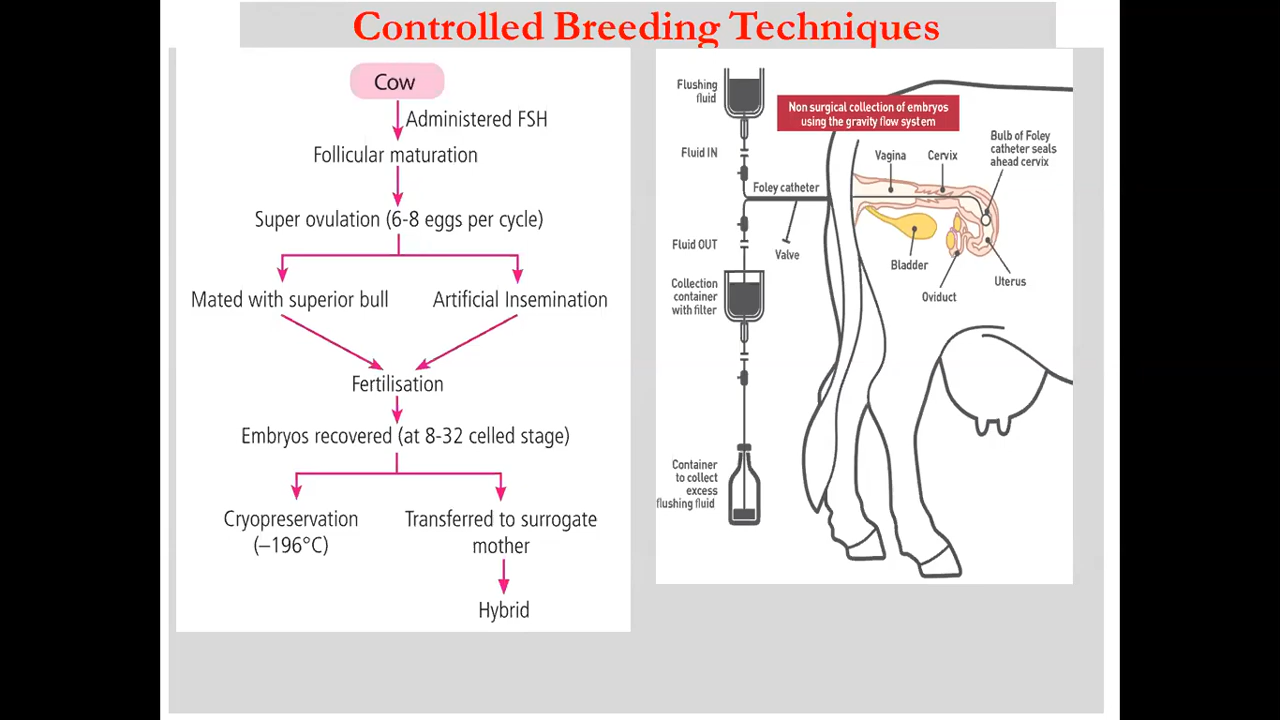 Controlled Breeding Techniques
Cow
Administered FSH
Follicular maturation
Super ovulation (6-8 eggs per cycle)
Mated with superior bull
Artificial Insemination
Fertilisation
Embryos recovered (at 8-32 celled stage)
Cryopreservation
(–196°C)
Transferred to surrogate
mother
Hybrid
Flushing
fluid
Non surgical collection of embryos
using the gravity flow system
Fluid IN
Vagina
Cervix
Bulb of Foley
catheter seals
ahead cervix
Foley catheter
Fluid OUT
Valve
Bladder
Uterus
Oviduct
Collection
container
with filter
Container
to collect
excess
flushing fluid